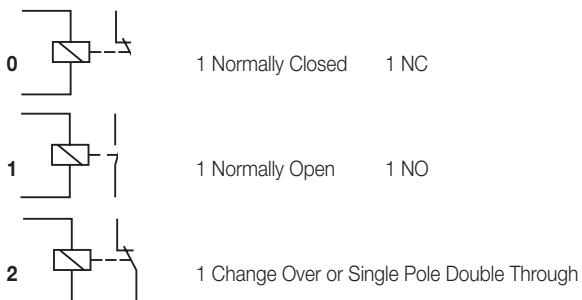 0 1 Normally Closed 1 NC
1 1 Normally Open 1 NO
2 1 Change Over or Single Pole Double Through